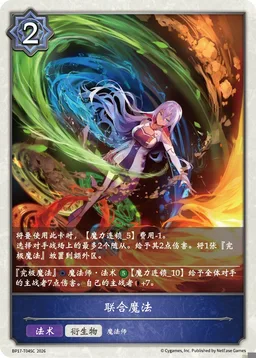 2
将要使用此卡时，【魔力连锁_5】费用-1。
选择对手战场上的最多2个随从。给予其2点伤害。将1张『究
极魔法』放置到额外区。
『究极魔法』魔法师・法术 5【魔力连锁_10】给予全体对手
的主战者7点伤害。自己的主战者+7。
联合魔法
法术 衍生物 魔法师
BP17-T04SC 2026
© Cygames, Inc. Published by NetEase Games